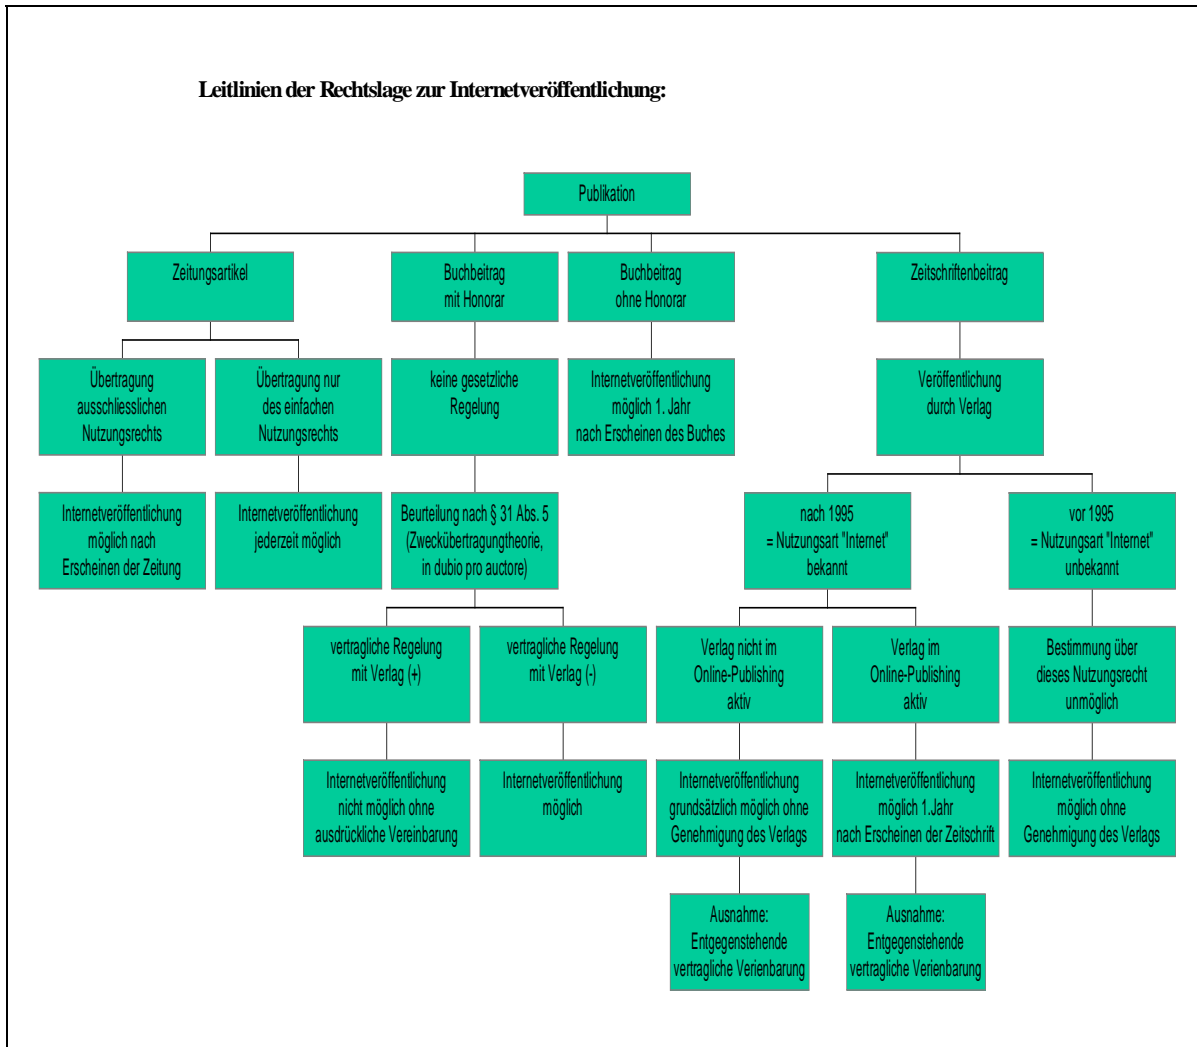 Leitlinien der Rechtslage zur Internetveröffentlichung:
Publikation
Zeitungsartikel
Buchbeitrag
mit Honorar
Buchbeitrag
ohne Honorar
Zeitschriftenbeitrag
Übertragung
ausschliesslichen
Nutzungsrechts
Übertragung nur
des einfachen
Nutzungsrechts
keine gesetzliche
Regelung
Internetveröffentlichung
möglich 1. Jahr
nach Erscheinen des Buches
Veröffentlichung
durch Verlag
Internetveröffentlichung
möglich nach
Erscheinen der Zeitung
Internetveröffentlichung
jederzeit möglich
Beurteilung nach § 31 Abs. 5
(Zweckübertragungtheorie,
in dubio pro auctore)
nach 1995
= Nutzungsart "Internet"
bekannt
vor 1995
= Nutzungsart "Internet"
unbekannt
vertragliche Regelung
mit Verlag (+)
vertragliche Regelung
mit Verlag (-)
Verlag nicht im
Online-Publishing
aktiv
Verlag im
Online-Publishing
aktiv
Bestimmung über
dieses Nutzungsrecht
unmöglich
Internetveröffentlichung
nicht möglich ohne
ausdrückliche Vereinbarung
Internetveröffentlichung
möglich
Internetveröffentlichung
grundsätzlich möglich ohne
Genehmigung des Verlags
Internetveröffentlichung
möglich 1.Jahr
nach Erscheinen der Zeitschrift
Internetveröffentlichung
möglich ohne
Genehmigung des Verlags
Ausnahme:
Entgegenstehende
vertragliche Verienbarung
Ausnahme:
Entgegenstehende
vertragliche Verienbarung